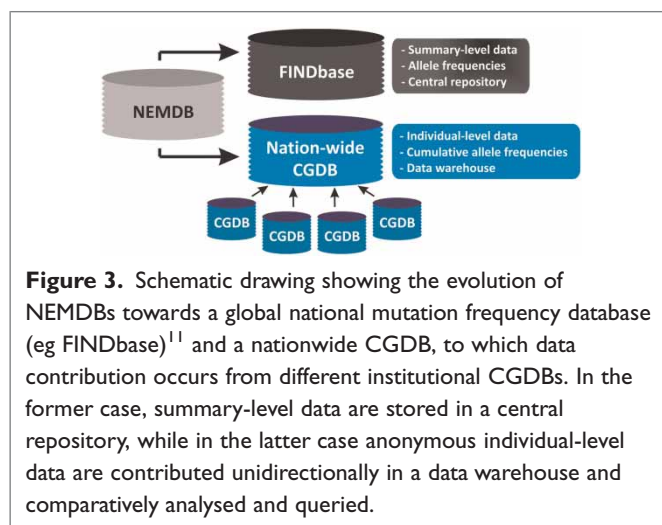 FINDbase
- Summary-level data
- Allele frequencies
- Central repository
NEMDB
Nation-wide
CGDB
- Individual-level data
- Cumulative allele frequencies
- Data warehouse
CGDB
CGDB
CGDB
CGDB
Figure 3. Schematic drawing showing the evolution of
NEMDBs towards a global national mutation frequency database
(eg FINDbase)11 and a nationwide CGDB, to which data
contribution occurs from different institutional CGDBs. In the
former case, summary-level data are stored in a central
repository, while in the latter case anonymous individual-level
data are contributed unidirectionally in a data warehouse and
comparatively analysed and queried.